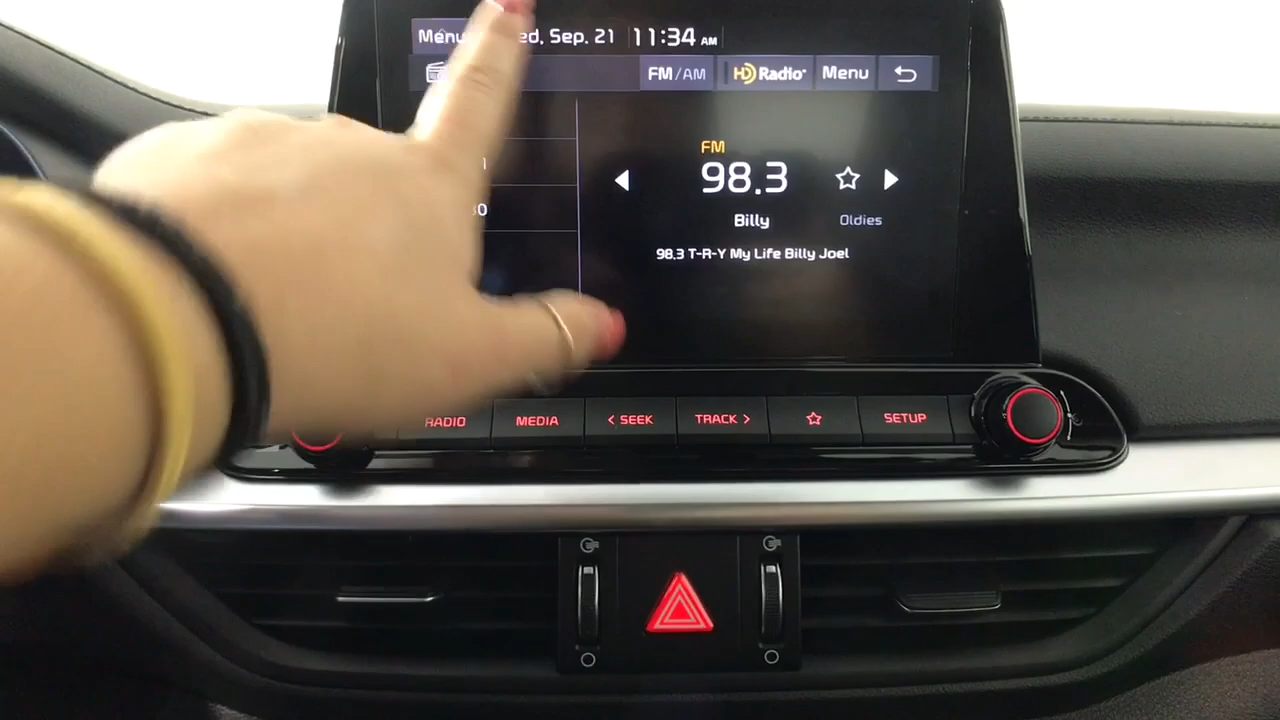 Menu
Sep. 21
11:34 AM
FM/AM
HD Radio
Menu
FM
98.3
Billy
Oldies
98.3 T-R-Y My Life Billy Joel
RADIO
MEDIA
< SEEK
TRACK >
SETUP